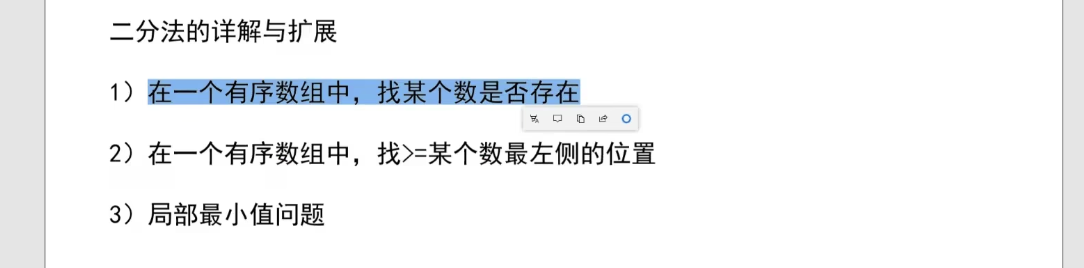 二分法的详解与扩展
1）在一个有序数组中，找某个数是否存在
2）在一个有序数组中，找>=某个数最左侧的位置
3）局部最小值问题